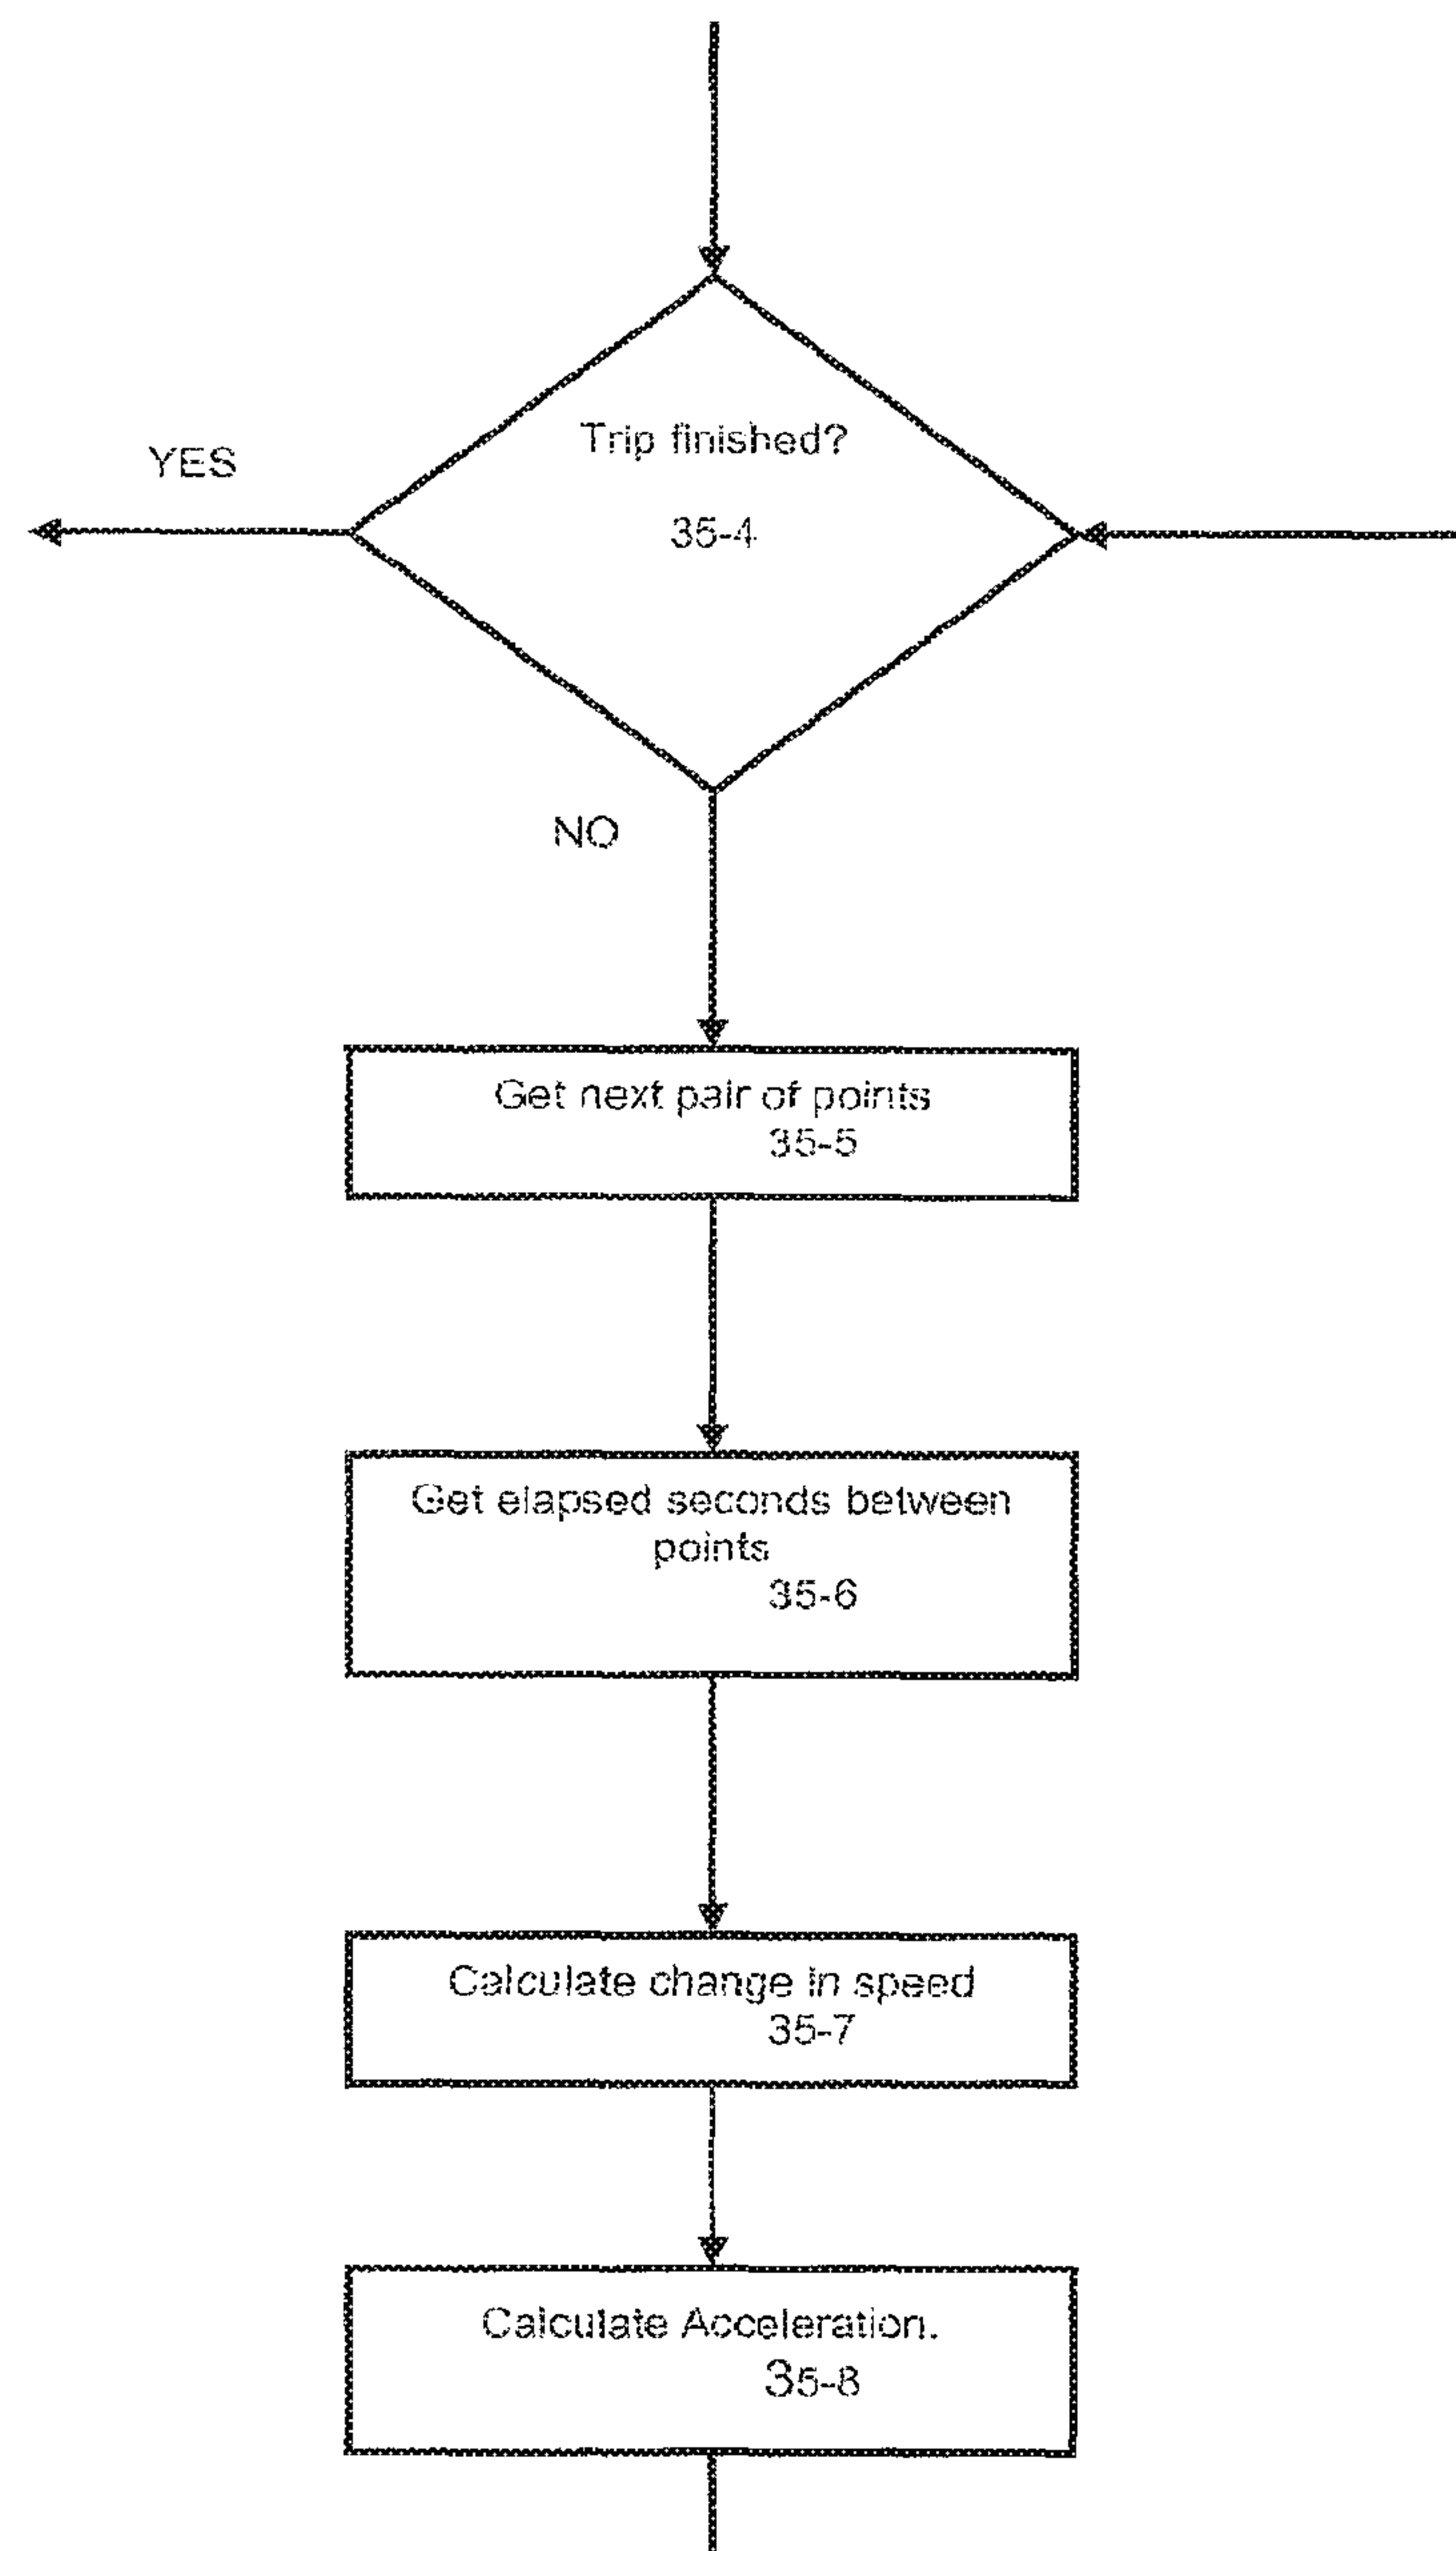 Trip finished?
35-4
YES
NO
Get next pair of points
35-5
Get elapsed seconds between
points
35-6
Calculate change in speed
35-7
Calculate Acceleration.
35-8